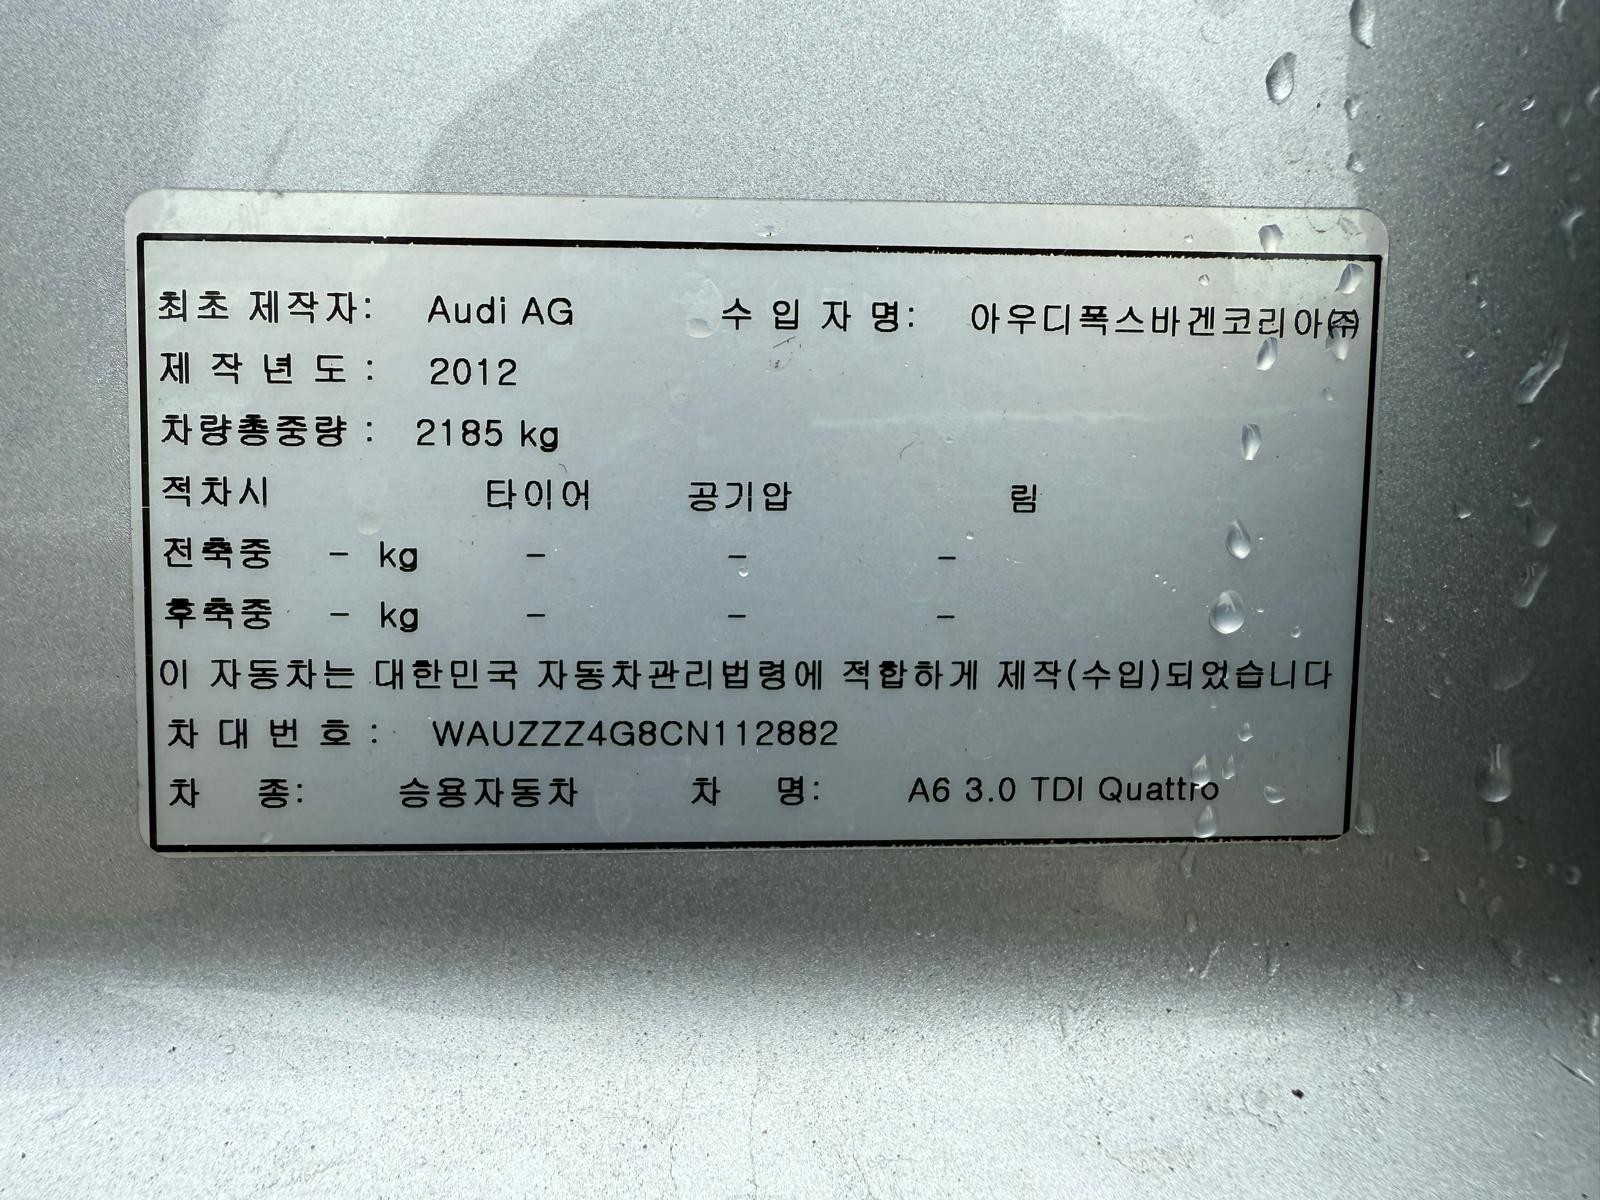 최초 제작자: Audi AG 수 입 자 명: 아우디폭스바겐코리아㈜
제 작 년 도 : 2012
차량총중량 : 2185 kg
적차시 타이어 공기압 림
전축중 - kg - - -
후축중 - kg - - -
이 자동차는 대한민국 자동차관리법령에 적합하게 제작(수입)되었습니다
차 대 번 호 : WAUZZZ4G8CN112882
차 종: 승용자동차 차 명: A6 3.0 TDI Quattro